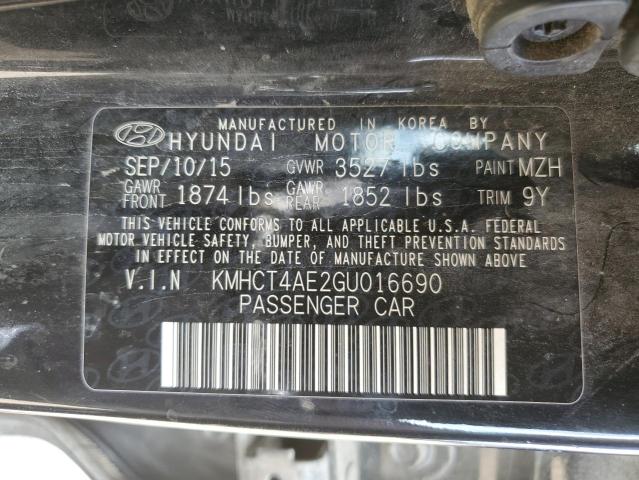 MANUFACTURED IN KOREA BY
HYUNDAI MOTOR COMPANY
SEP/10/15 GVWR 3527 lbs PAINT MZH
GAWR FRONT 1874 lbs GAWR REAR 1852 lbs TRIM 9Y
THIS VEHICLE CONFORMS TO ALL APPLICABLE U.S.A. FEDERAL
MOTOR VEHICLE SAFETY, BUMPER, AND THEFT PREVENTION STANDARDS
IN EFFECT ON THE DATE OF MANUFACTURE SHOWN ABOVE.
V.I.N KMHCT4AE2GU016690
PASSENGER CAR